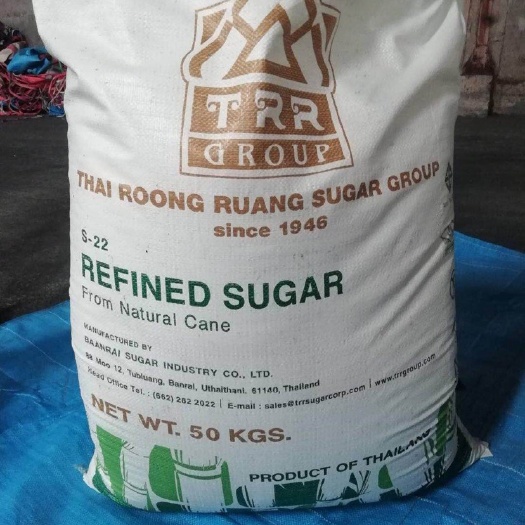 TRR
GROUP
THAI ROONG RUANG SUGAR GROUP
since 1946
S-22
REFINED SUGAR
From Natural Cane
MANUFACTURED BY
BAANRAI SUGAR INDUSTRY CO., LTD.
88 Moo 12, Tubluang, Banrai, Uthaithani, 61140, Thailand
Head Office Tel. : (662) 282 2022 | E-mail : sales@trrsugarcorp.com | www.trrgroup.com
NET WT. 50 KGS.
PRODUCT OF THAILAND